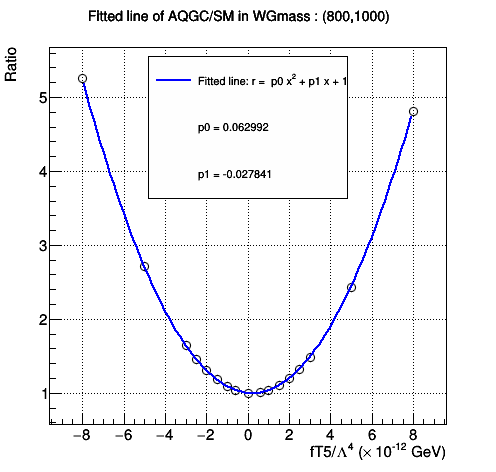 Fitted line of AQGC/SM in WGmass : (800,1000)
Ratio
Fitted line: r = p0 x² + p1 x + 1
p0 = 0.062992
p1 = -0.027841
5
4
3
2
1
−8 −6 −4 −2 0 2 4 6 8
fT5/Λ⁴ (× 10⁻¹² GeV)